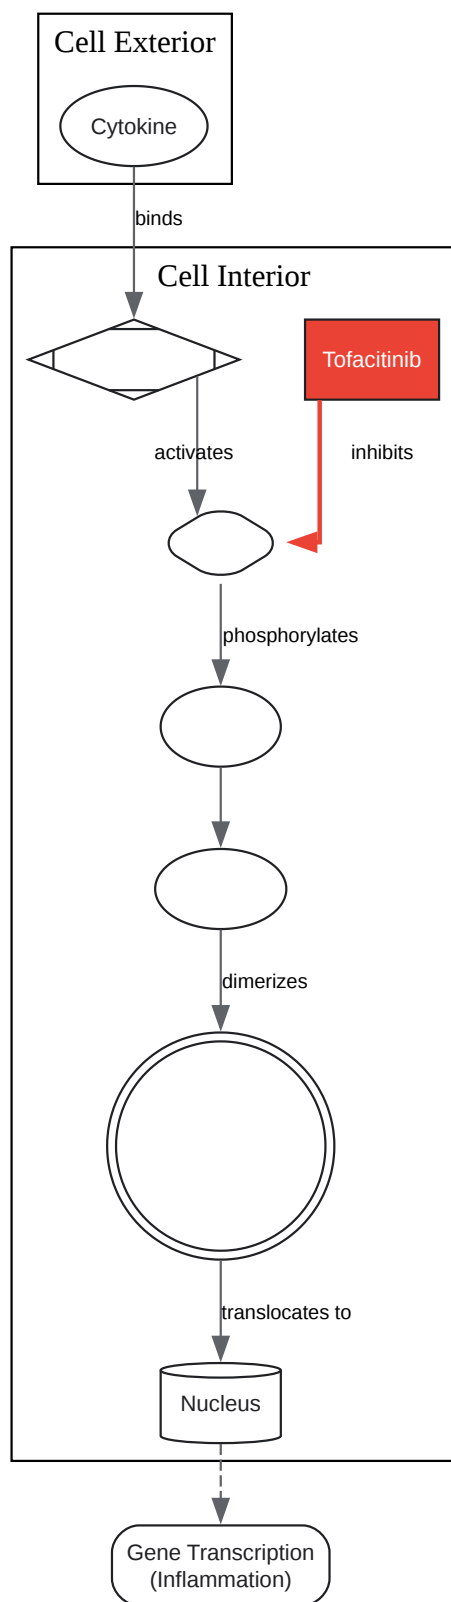 Cell Exterior
Cytokine
binds
Cell Interior
Tofacitinib
activates
inhibits
phosphorylates
dimerizes
translocates to
Nucleus
Gene Transcription
(Inflammation)